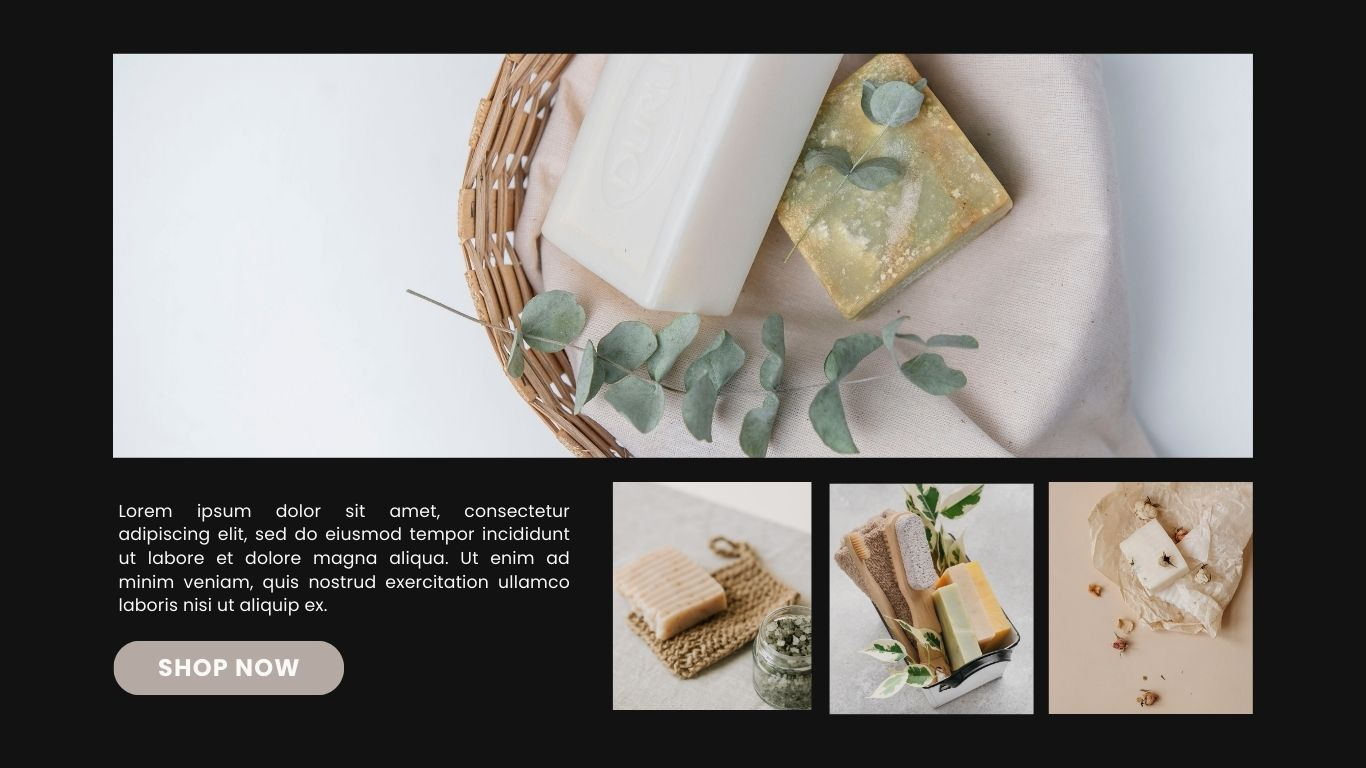 Lorem ipsum dolor sit amet, consectetur
adipiscing elit, sed do eiusmod tempor incididunt
ut labore et dolore magna aliqua. Ut enim ad
minim veniam, quis nostrud exercitation ullamco
laboris nisi ut aliquip ex.
SHOP NOW